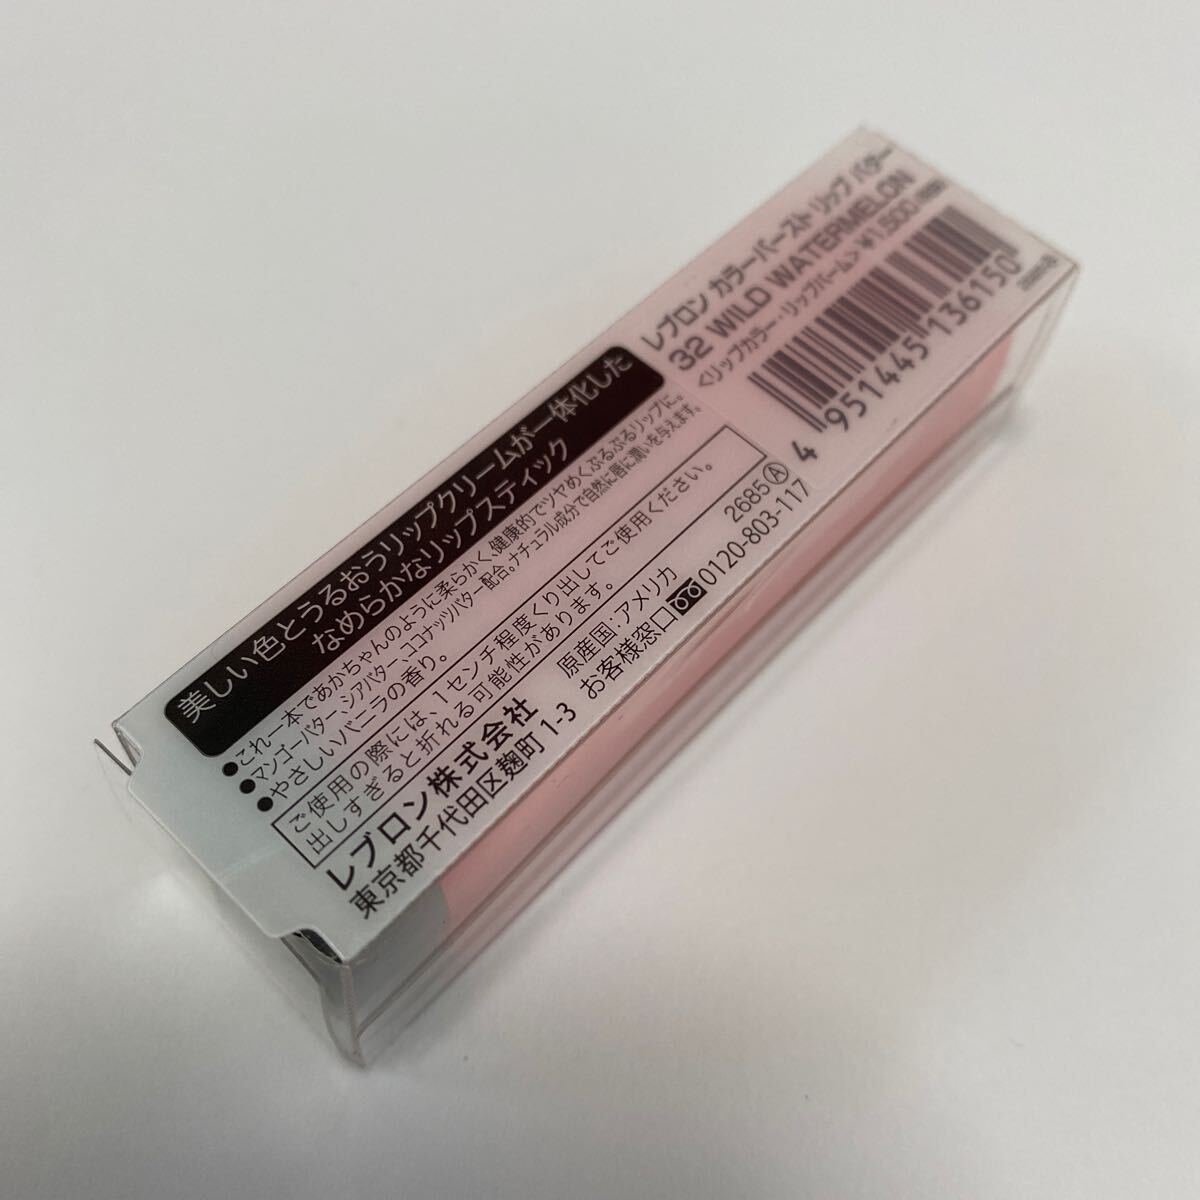 レブロン カラーバースト リップ バター
32 WILD WATERMELON
<リップカラー・リップバーム> ¥1,500
4 951445 136150
美しい色とうるおうリップクリームが一体化した
なめらかなリップスティック
●これ一本であかちゃんのように柔らかく、健康的でツヤめくぷるぷるリップに。
●マンゴーバター、シアバター、ココナッツバター配合。ナチュラル成分で自然に唇に潤いを与えます。
●やさしいバニラの香り。
ご使用の際には、1センチ程度くり出してご使用ください。
出しすぎると折れる可能性があります。
2685Ⓐ
レブロン株式会社 原産国:アメリカ
東京都千代田区麹町1-3 お客様窓口 0120-803-117